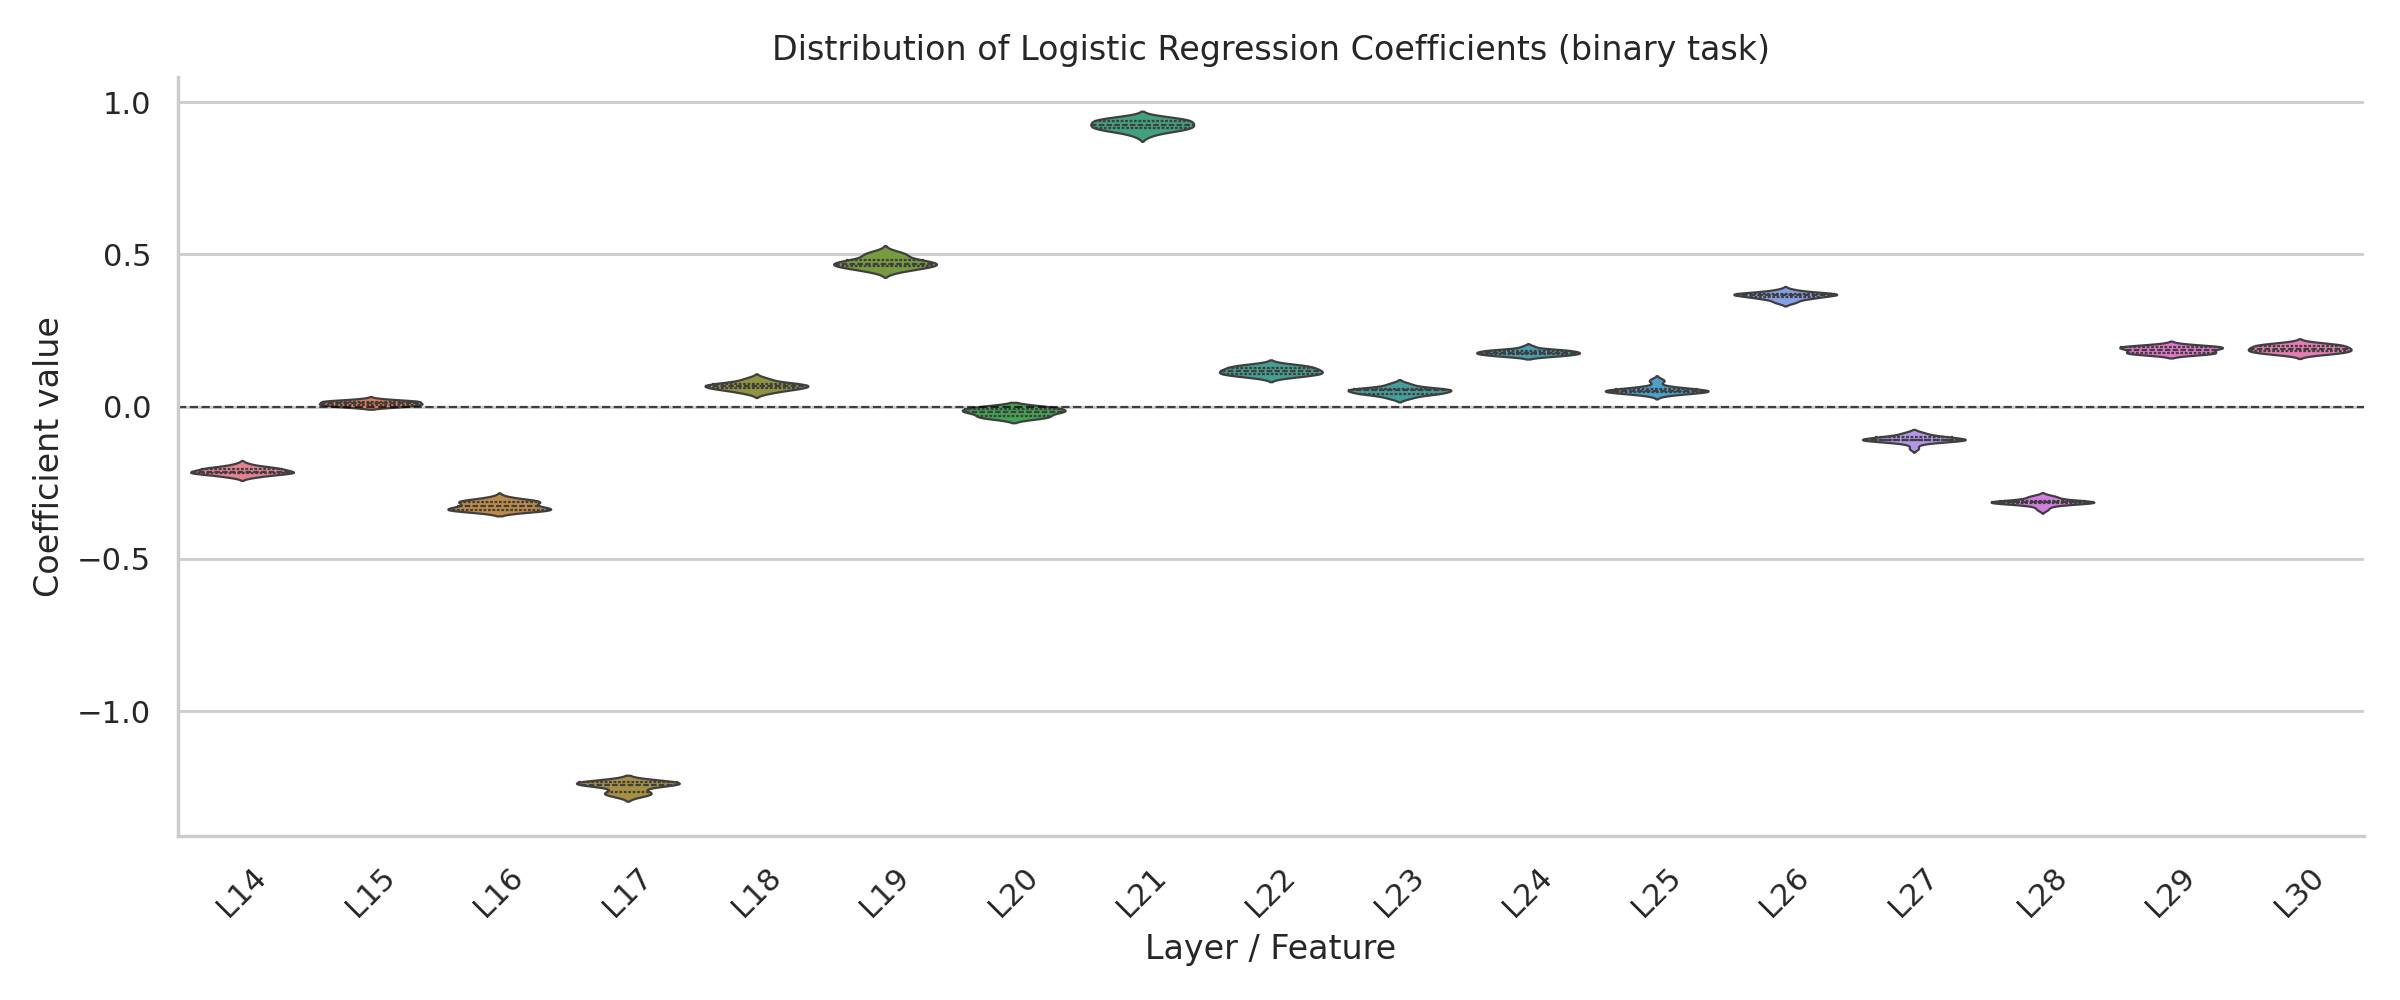 Distribution of Logistic Regression Coefficients (binary task)
Coefficient value
1.0
0.5
0.0
−0.5
−1.0
L14 L15 L16 L17 L18 L19 L20 L21 L22 L23 L24 L25 L26 L27 L28 L29 L30
Layer / Feature